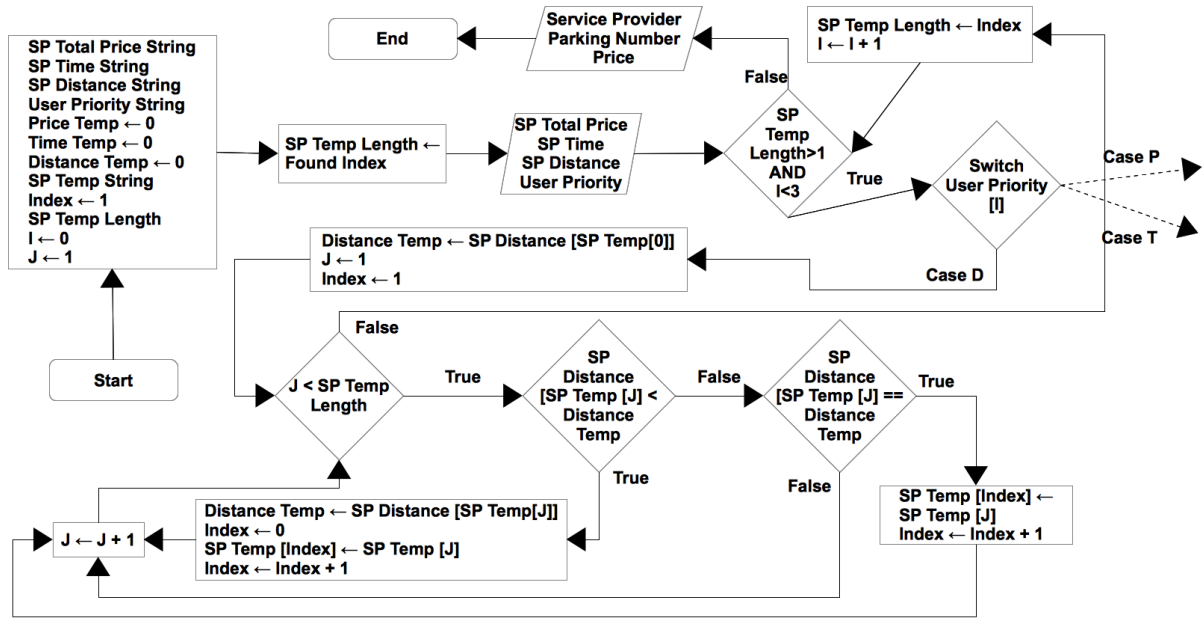 Start
SP Total Price String
SP Time String
SP Distance String
User Priority String
Price Temp ← 0
Time Temp ← 0
Distance Temp ← 0
SP Temp String
Index ← 1
SP Temp Length
I ← 0
J ← 1
SP Temp Length ←
Found Index
SP Total Price
SP Time
SP Distance
User Priority
SP
Temp
Length>1
AND
I<3
False
Service Provider
Parking Number
Price
End
True
SP Temp Length ← Index
I ← I + 1
Switch
User Priority
[I]
Case P
Case T
Case D
Distance Temp ← SP Distance [SP Temp[0]]
J ← 1
Index ← 1
J < SP Temp
Length
False
True
SP
Distance
[SP Temp [J] <
Distance
Temp
False
True
SP
Distance
[SP Temp [J] ==
Distance
Temp
True
False
SP Temp [Index] ←
SP Temp [J]
Index ← Index + 1
Distance Temp ← SP Distance [SP Temp[J]]
Index ← 0
SP Temp [Index] ← SP Temp [J]
Index ← Index + 1
J ← J + 1